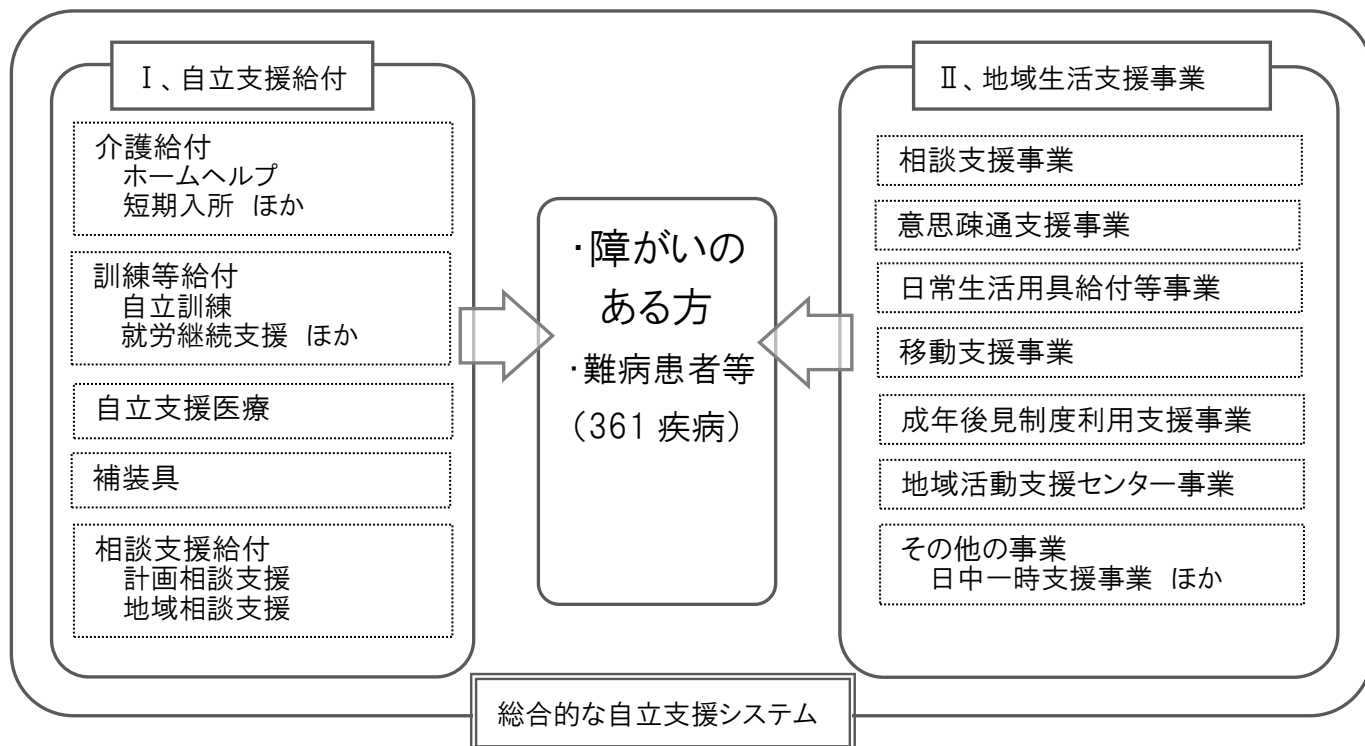 Ⅰ、自立支援給付
介護給付
ホームヘルプ
短期入所 ほか
訓練等給付
自立訓練
就労継続支援 ほか
自立支援医療
補装具
相談支援給付
計画相談支援
地域相談支援
・障がいの
ある方
・難病患者等
（361 疾病）
Ⅱ、地域生活支援事業
相談支援事業
意思疎通支援事業
日常生活用具給付等事業
移動支援事業
成年後見制度利用支援事業
地域活動支援センター事業
その他の事業
日中一時支援事業 ほか
総合的な自立支援システム